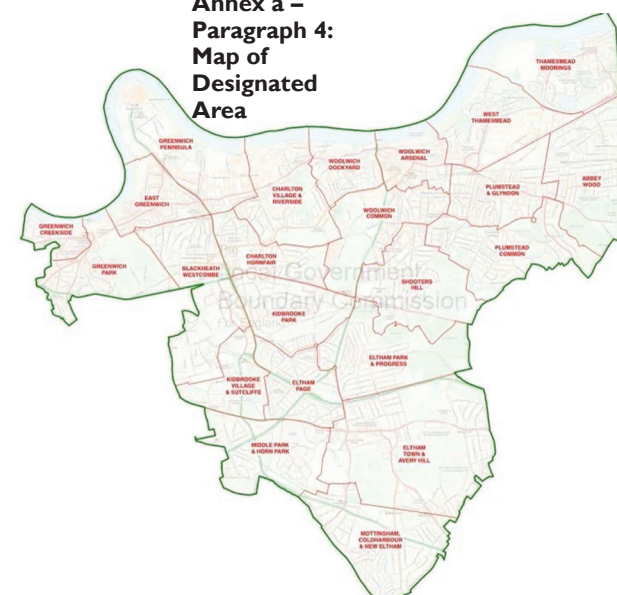 Annex a –
Paragraph 4:
Map of
Designated
Area
THAMESMEAD
MOORINGS
WEST
THAMESMEAD
GREENWICH
PENINSULA
WOOLWICH
DOCKYARD
WOOLWICH
ARSENAL
ABBEY
WOOD
PLUMSTEAD
& GLYNDON
CHARLTON
VILLAGE &
RIVERSIDE
EAST
GREENWICH
WOOLWICH
COMMON
GREENWICH
CREEKSIDE
PLUMSTEAD
COMMON
GREENWICH
PARK
BLACKHEATH
WESTCOMBE
CHARLTON
HORNFAIR
Local Government
Boundary Commission
For England
SHOOTERS
HILL
KIDBROOKE
PARK
ELTHAM PARK
& PROGRESS
KIDBROOKE
VILLAGE
& SUTCLIFFE
ELTHAM
PAGE
MIDDLE PARK
& HORN PARK
ELTHAM
TOWN &
AVERY HILL
MOTTINGHAM,
COLDHARBOUR
& NEW ELTHAM